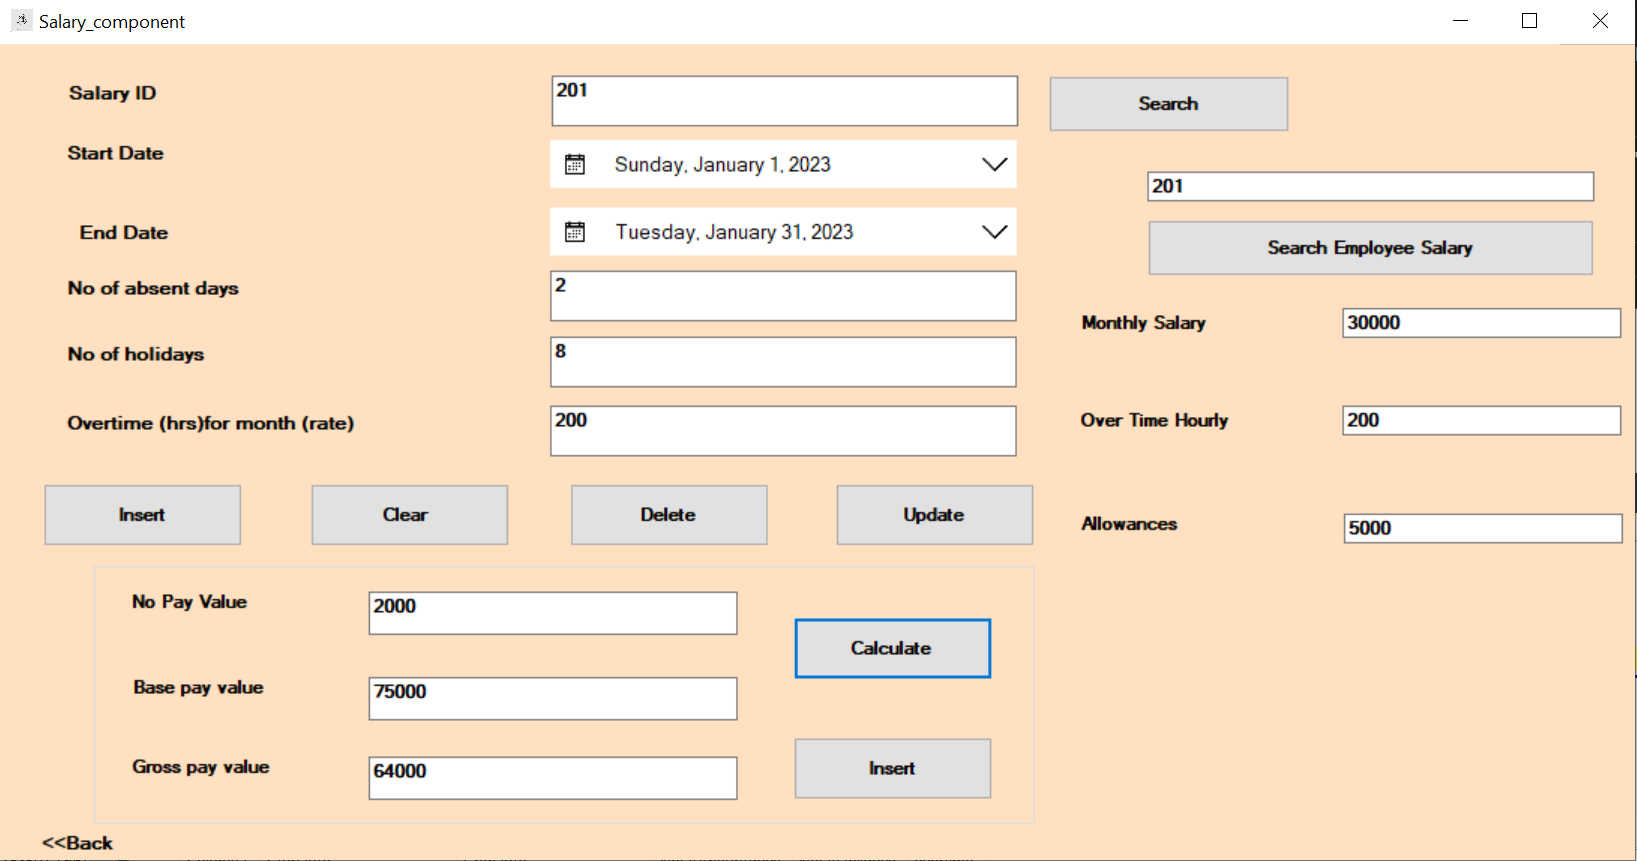 Salary_component
Salary ID
201
Search
Start Date
Sunday, January 1, 2023
201
End Date
Tuesday, January 31, 2023
Search Employee Salary
No of absent days
2
Monthly Salary
30000
No of holidays
8
Overtime (hrs)for month (rate)
200
Over Time Hourly
200
Insert
Clear
Delete
Update
Allowances
5000
No Pay Value
2000
Calculate
Base pay value
75000
Gross pay value
64000
Insert
<<Back